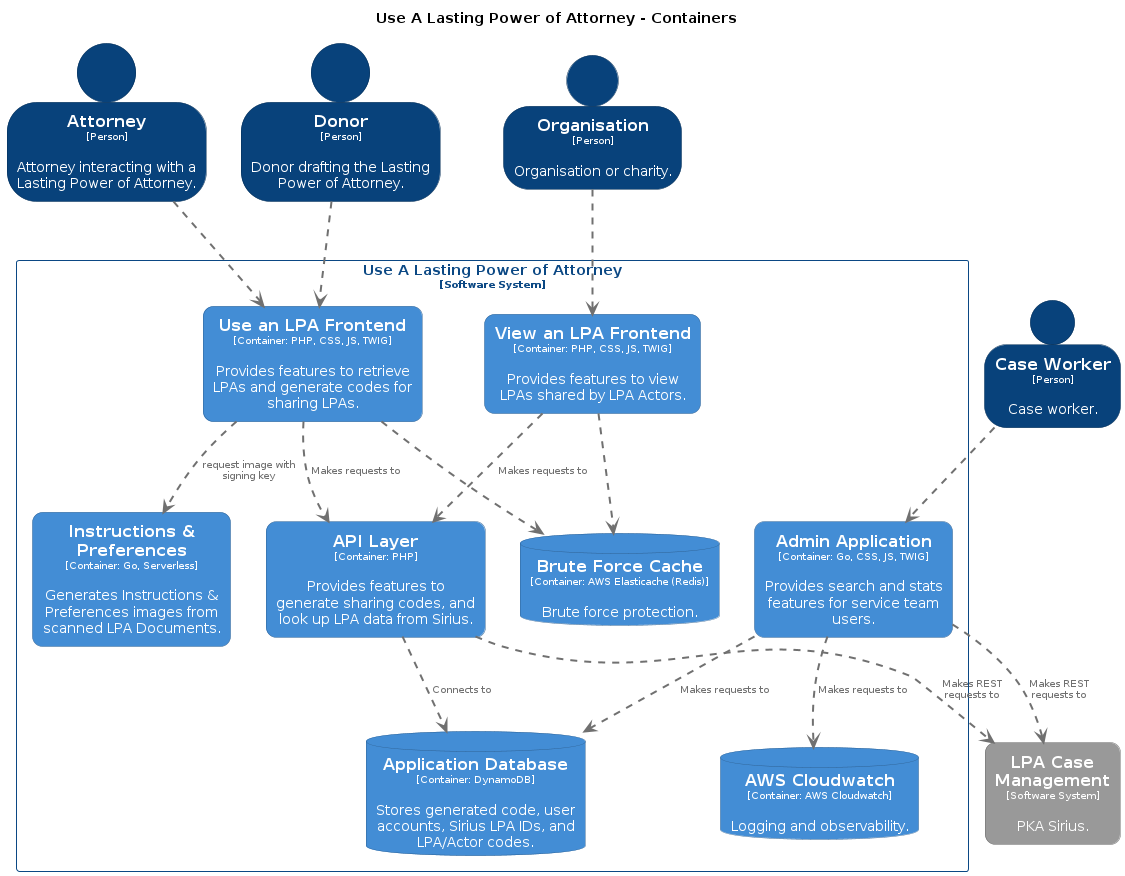 Use A Lasting Power of Attorney - Containers
Attorney
[Person]
Attorney interacting with a
Lasting Power of Attorney.
Donor
[Person]
Donor drafting the Lasting
Power of Attorney.
Organisation
[Person]
Organisation or charity.
Use A Lasting Power of Attorney
[Software System]
Use an LPA Frontend
[Container: PHP, CSS, JS, TWIG]
Provides features to retrieve
LPAs and generate codes for
sharing LPAs.
View an LPA Frontend
[Container: PHP, CSS, JS, TWIG]
Provides features to view
LPAs shared by LPA Actors.
Case Worker
[Person]
Case worker.
request image with
signing key
Makes requests to
Makes requests to
Instructions &
Preferences
[Container: Go, Serverless]
Generates Instructions &
Preferences images from
scanned LPA Documents.
API Layer
[Container: PHP]
Provides features to
generate sharing codes, and
look up LPA data from Sirius.
Brute Force Cache
[Container: AWS Elasticache (Redis)]
Brute force protection.
Admin Application
[Container: Go, CSS, JS, TWIG]
Provides search and stats
features for service team
users.
Connects to
Makes requests to
Makes requests to
Makes REST
requests to
Makes REST
requests to
Application Database
[Container: DynamoDB]
Stores generated code, user
accounts, Sirius LPA IDs, and
LPA/Actor codes.
AWS Cloudwatch
[Container: AWS Cloudwatch]
Logging and observability.
LPA Case
Management
[Software System]
PKA Sirius.